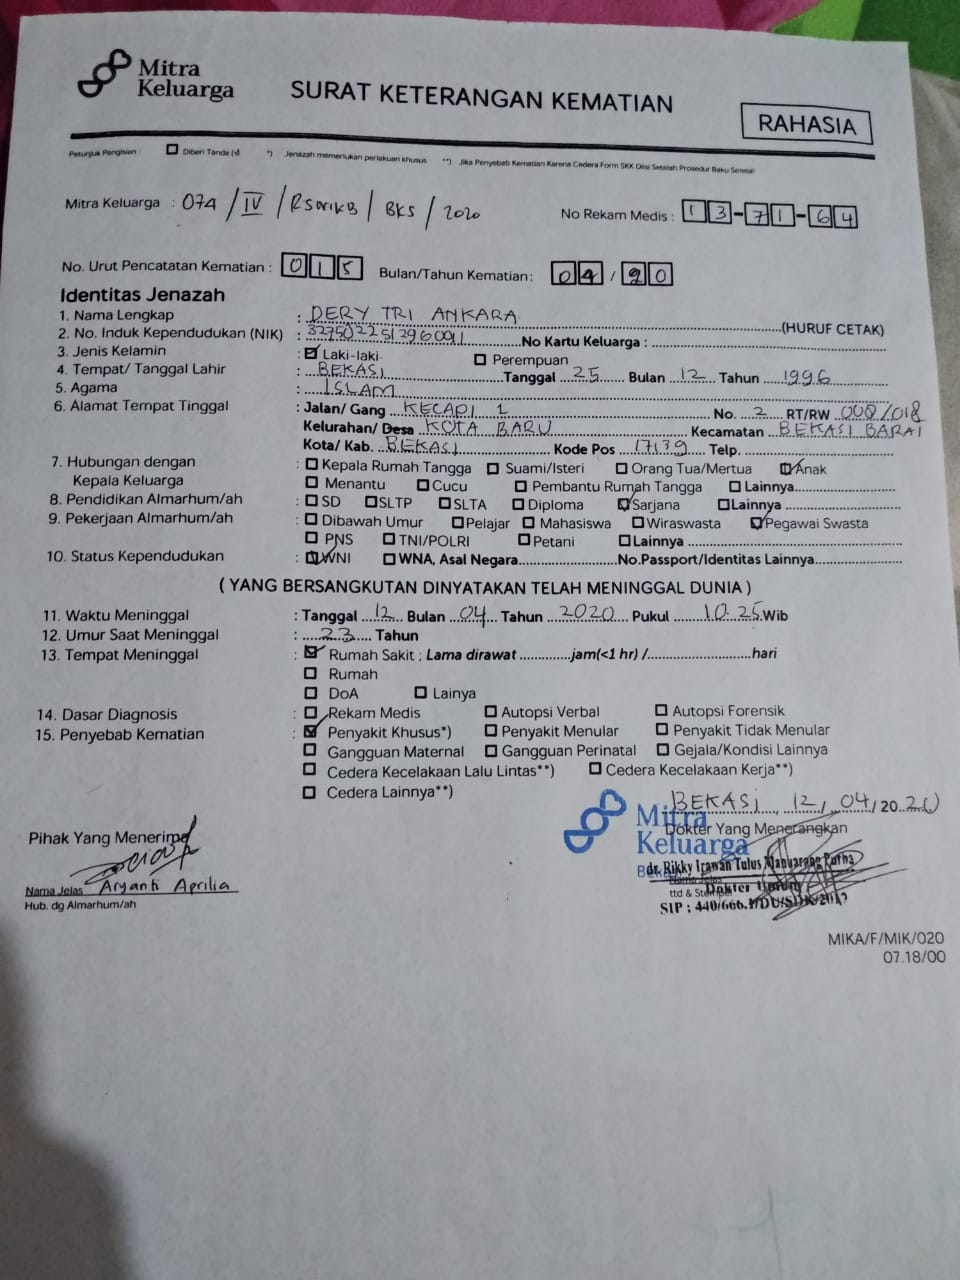 Mitra
Keluarga
SURAT KETERANGAN KEMATIAN
RAHASIA
Petunjuk Pengisian : ☐ Diberi Tanda (√) *) Jenazah memerlukan perlakuan khusus **) Jika Penyebab Kematian Karena Cedera Form SKK Diisi Setelah Prosedur Baku Selesai
Mitra Keluarga : 074 / IV / RSMKB / BKS / 2020 No Rekam Medis : 13-71-64
No. Urut Pencatatan Kematian : 015 Bulan/Tahun Kematian : 04 / 20
Identitas Jenazah
1. Nama Lengkap : DERY TRI ANKARA (HURUF CETAK)
2. No. Induk Kependudukan (NIK) : 3275022512960091 No Kartu Keluarga :
3. Jenis Kelamin : ☑ Laki-laki ☐ Perempuan
4. Tempat/ Tanggal Lahir : BEKASI Tanggal 25 Bulan 12 Tahun 1996
5. Agama : ISLAM
6. Alamat Tempat Tinggal : Jalan/ Gang KECAPI 1 No. 2 RT/RW 008/018
Kelurahan/ Desa KOTA BARU Kecamatan BEKASI BARAT
Kota/ Kab. BEKASI Kode Pos 17139 Telp.
7. Hubungan dengan Kepala Keluarga : ☐ Kepala Rumah Tangga ☐ Suami/Isteri ☐ Orang Tua/Mertua ☑ Anak
☐ Menantu ☐ Cucu ☐ Pembantu Rumah Tangga ☐ Lainnya
8. Pendidikan Almarhum/ah : ☐ SD ☐ SLTP ☐ SLTA ☐ Diploma ☑ Sarjana ☐ Lainnya
9. Pekerjaan Almarhum/ah : ☐ Dibawah Umur ☐ Pelajar ☐ Mahasiswa ☐ Wiraswasta ☑ Pegawai Swasta
☐ PNS ☐ TNI/POLRI ☐ Petani ☐ Lainnya
10. Status Kependudukan : ☑ WNI ☐ WNA, Asal Negara No.Passport/Identitas Lainnya
( YANG BERSANGKUTAN DINYATAKAN TELAH MENINGGAL DUNIA )
11. Waktu Meninggal : Tanggal 12 Bulan 04 Tahun 2020 Pukul 10.25 Wib
12. Umur Saat Meninggal : 23 Tahun
13. Tempat Meninggal : ☑ Rumah Sakit ; Lama dirawat jam(<1 hr) / hari
☐ Rumah
☐ DoA ☐ Lainya
14. Dasar Diagnosis : ☐ Rekam Medis ☐ Autopsi Verbal ☐ Autopsi Forensik
15. Penyebab Kematian : ☑ Penyakit Khusus*) ☐ Penyakit Menular ☐ Penyakit Tidak Menular
☐ Gangguan Maternal ☐ Gangguan Perinatal ☐ Gejala/Kondisi Lainnya
☐ Cedera Kecelakaan Lalu Lintas**) ☐ Cedera Kecelakaan Kerja**)
☐ Cedera Lainnya**)
BEKASI, 12/04/2020
Mitra
Keluarga
Pihak Yang Menerima
Dokter Yang Menerangkan
dr. Rikky Irawan Tulus
Dokter Umum
Nama Jelas Aryanti Aprilia
ttd &
Hub. dg Almarhum/ah
SIP :
MIKA/F/MIK/020
07.18/00